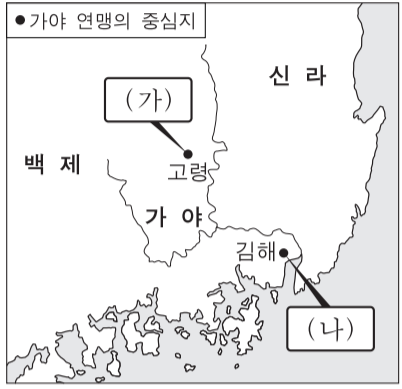 ●가야 연맹의 중심지
신 라
(가)
백 제
고령
가 야
김해
(나)